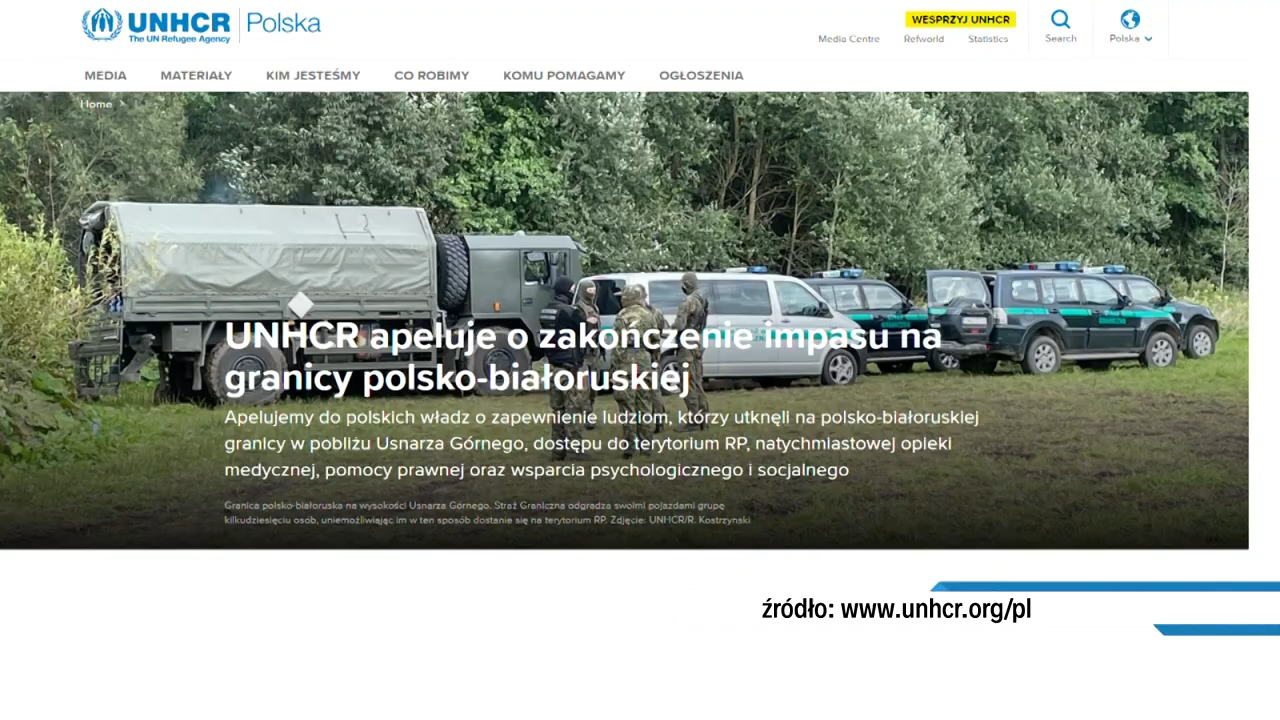 UNHCR Polska
The UN Refugee Agency
WESPRZYJ UNHCR
Media Centre Refworld Statistics Search Polska
MEDIA MATERIAŁY KIM JESTEŚMY CO ROBIMY KOMU POMAGAMY OGŁOSZENIA
Home >
UNHCR apeluje o zakończenie impasu na
granicy polsko-białoruskiej
Apelujemy do polskich władz o zapewnienie ludziom, którzy utknęli na polsko-białoruskiej
granicy w pobliżu Usnarza Górnego, dostępu do terytorium RP, natychmiastowej opieki
medycznej, pomocy prawnej oraz wsparcia psychologicznego i socjalnego
Granica polsko-białoruska na wysokości Usnarza Górnego. Straż Graniczna odgradza swoimi pojazdami grupę
kilkudziesięciu osób, uniemożliwiając im w ten sposób dostanie się na terytorium RP. Zdjęcie: UNHCR/R. Kostrzynski
źródło: www.unhcr.org/pl